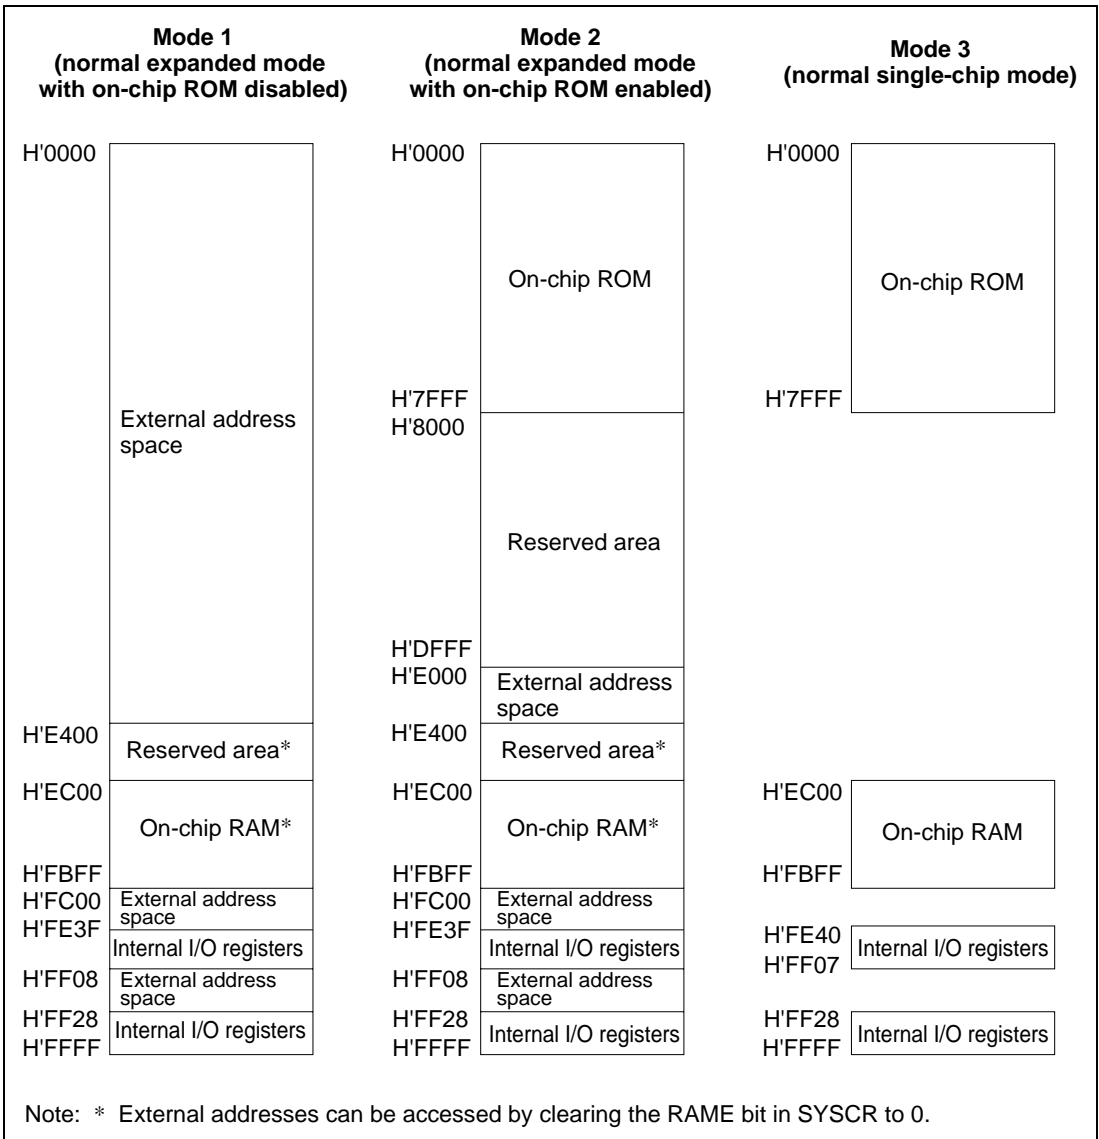 Mode 1
(normal expanded mode
with on-chip ROM disabled)
Mode 2
(normal expanded mode
with on-chip ROM enabled)
Mode 3
(normal single-chip mode)
H'0000
External address
space
H'E400
Reserved area*
H'EC00
On-chip RAM*
H'FBFF
H'FC00
External address
space
H'FE3F
Internal I/O registers
H'FF08
External address
space
H'FF28
Internal I/O registers
H'FFFF
H'0000
On-chip ROM
H'7FFF
H'8000
Reserved area
H'DFFF
H'E000
External address
space
H'E400
Reserved area*
H'EC00
On-chip RAM*
H'FBFF
H'FC00
External address
space
H'FE3F
Internal I/O registers
H'FF08
External address
space
H'FF28
Internal I/O registers
H'FFFF
H'0000
On-chip ROM
H'7FFF
H'EC00
On-chip RAM
H'FBFF
H'FE40
Internal I/O registers
H'FF07
H'FF28
Internal I/O registers
H'FFFF
Note: * External addresses can be accessed by clearing the RAME bit in SYSCR to 0.